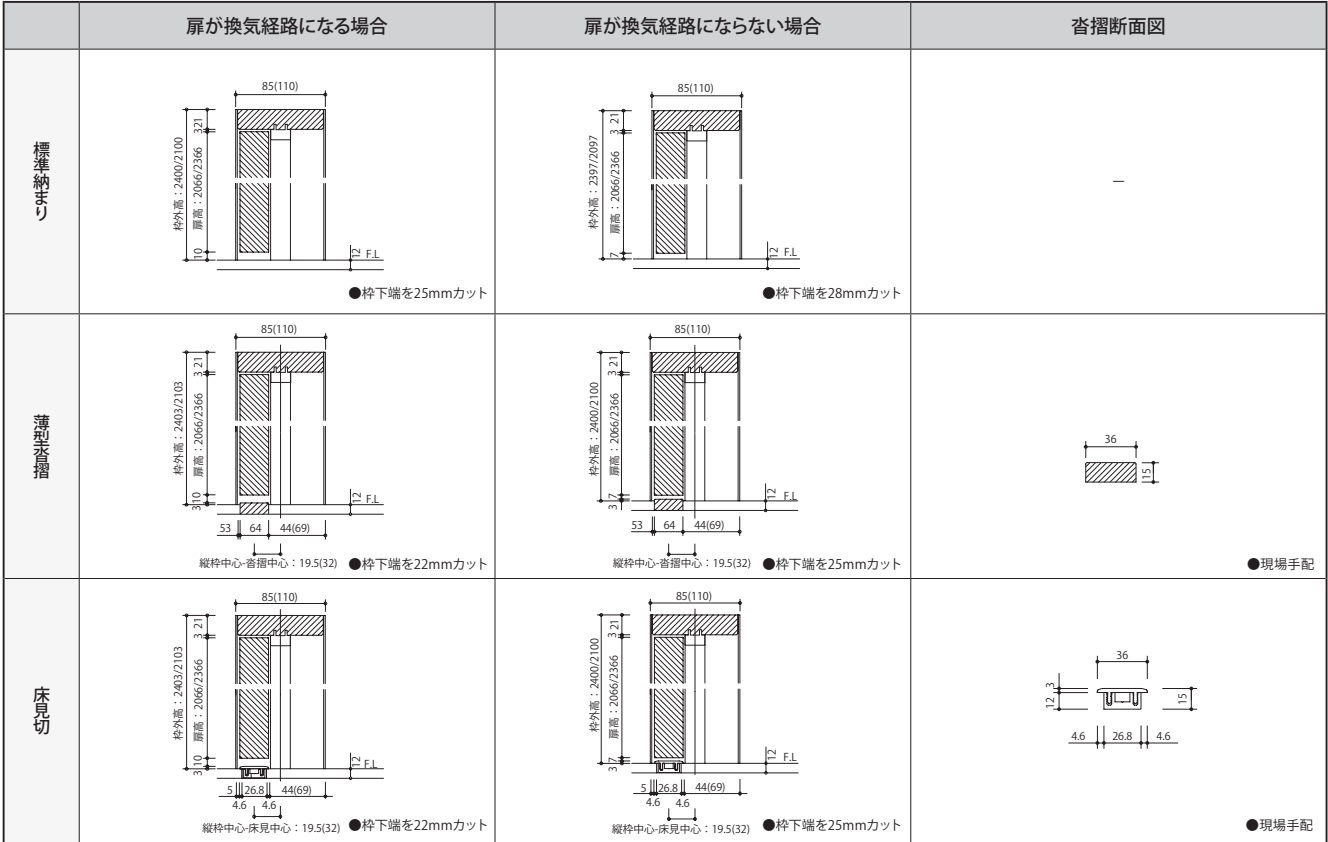 扉が換気経路になる場合
扉が換気経路にならない場合
沓摺断面図
標準納まり
85(110)
枠外高：2400/2100
扉高：2066/2366
321
10
12
F.L
●枠下端を25mmカット
85(110)
枠外高：2397/2097
扉高：2066/2366
3 21
7
12
F.L
●枠下端を28mmカット
－
薄型沓摺
85(110)
枠外高：2403/2103
扉高：2066/2366
3 21
3 10
12
F.L
53 64 44(69)
縦枠中心-沓摺中心：19.5(32)
●枠下端を22mmカット
85(110)
枠外高：2400/2100
扉高：2066/2366
3 21
3 7
12
F.L
53 64 44(69)
縦枠中心-沓摺中心：19.5(32)
●枠下端を25mmカット
36
15
●現場手配
床見切
85(110)
枠外高：2403/2103
扉高：2066/2366
3 21
3 10
12
F.L
5 26.8 44(69)
4.6 4.6
縦枠中心-床見中心：19.5(32)
●枠下端を22mmカット
85(110)
枠外高：2400/2100
扉高：2066/2366
3 21
3 7
12
F.L
5 26.8 44(69)
4.6 4.6
縦枠中心-床見中心：19.5(32)
●枠下端を25mmカット
36
3
12
15
4.6 26.8 4.6
●現場手配